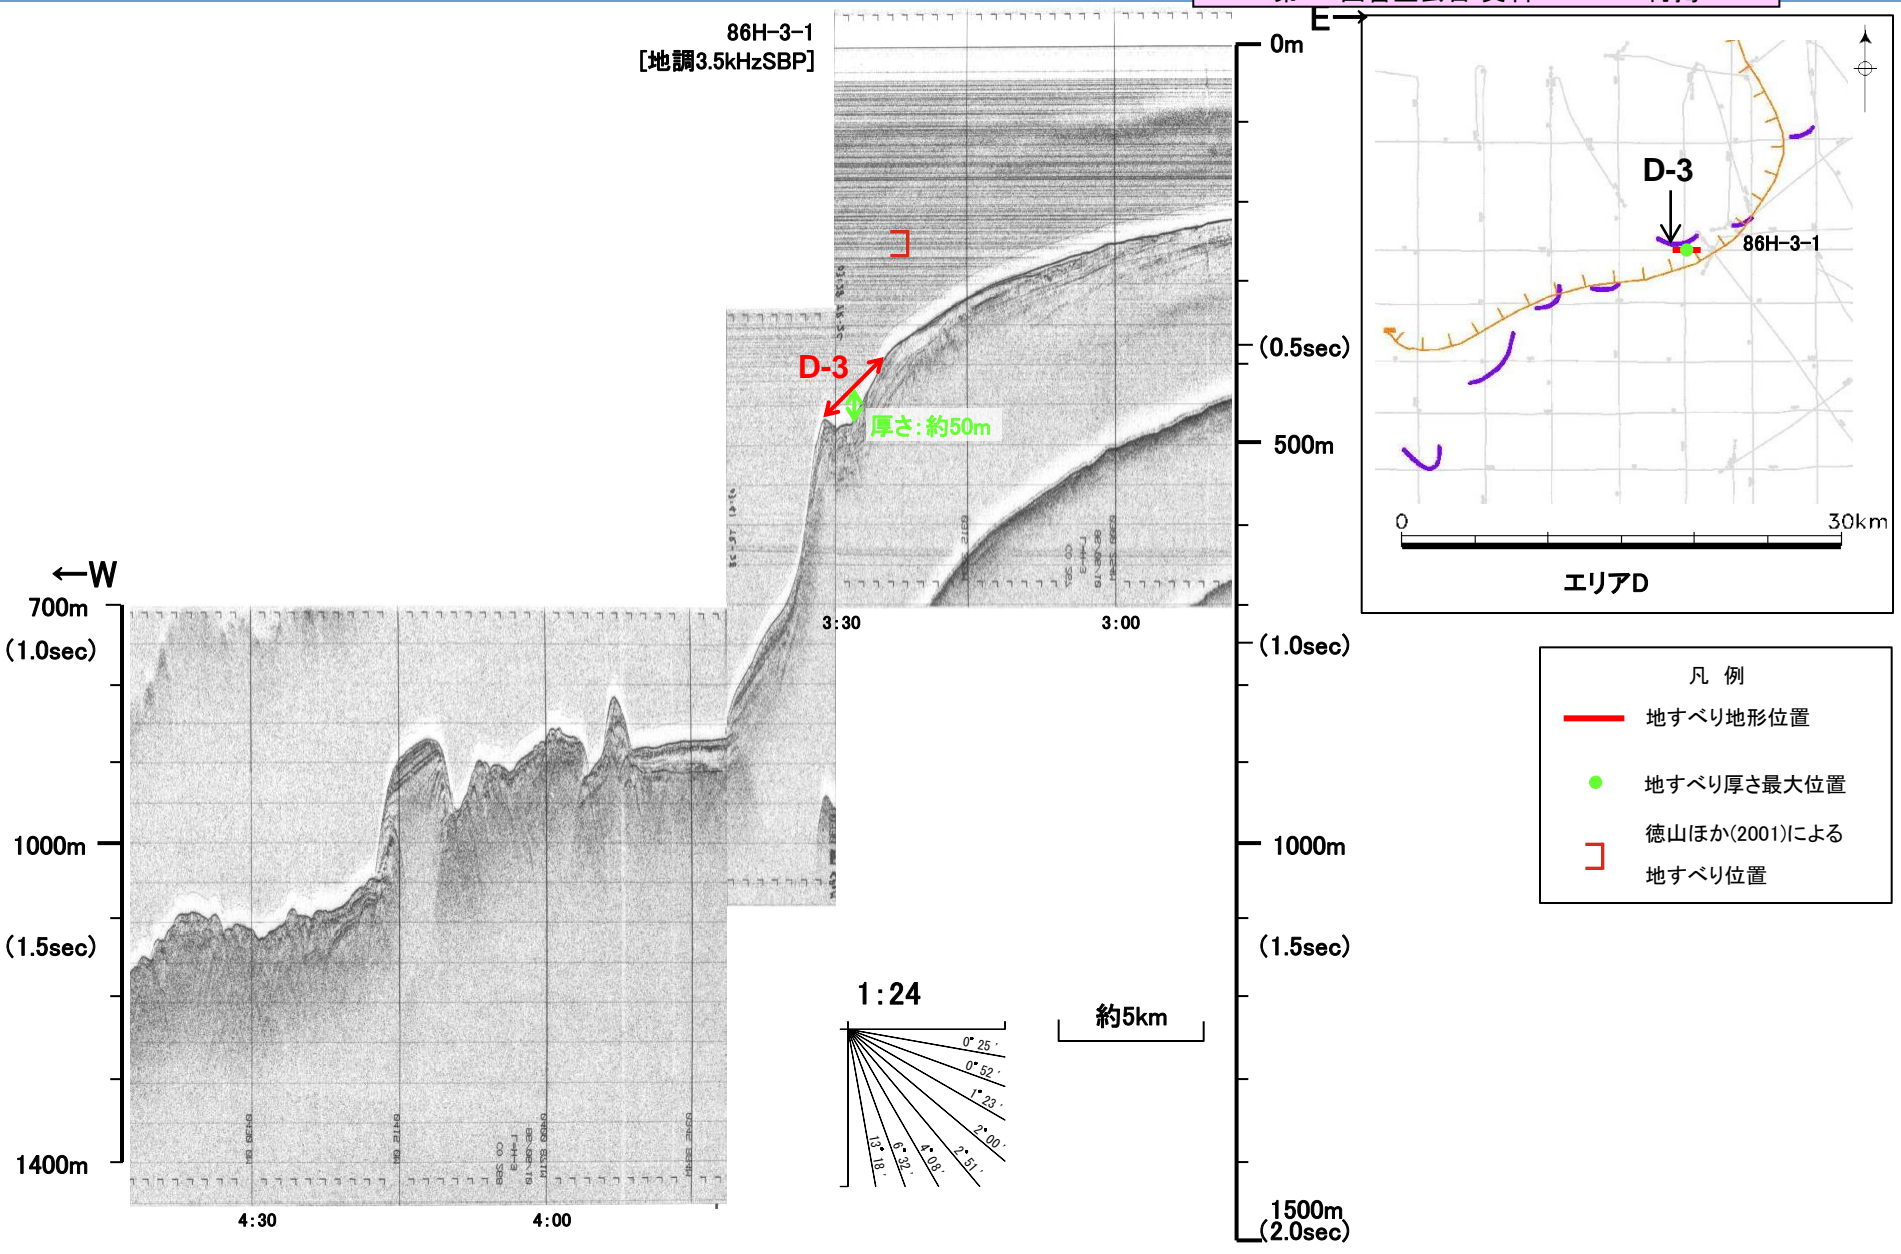 E→
86H-3-1
[地調3.5kHzSBP]
0m
(0.5sec)
500m
(1.0sec)
1000m
(1.5sec)
1500m
(2.0sec)
D-3
厚さ：約50m
3:30
3:00
←W
700m
(1.0sec)
1000m
(1.5sec)
1400m
4:30
4:00
1:24
0°25′
0°52′
1°23′
2°00′
2°51′
4°08′
6°32′
13°18′
約5km
D-3
86H-3-1
0
30km
エリアD
凡 例
地すべり地形位置
地すべり厚さ最大位置
徳山ほか(2001)による
地すべり位置